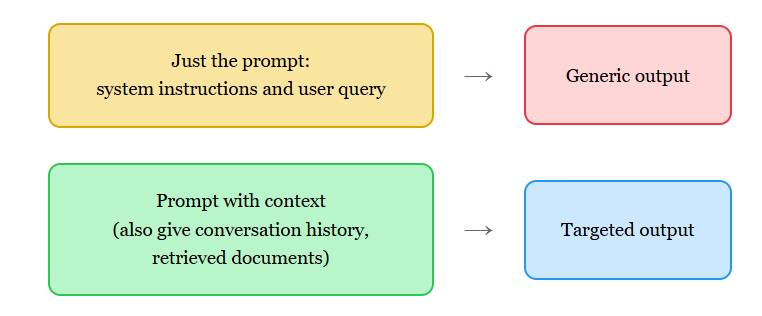 Just the prompt:
system instructions and user query
Generic output
Prompt with context
(also give conversation history,
retrieved documents)
Targeted output